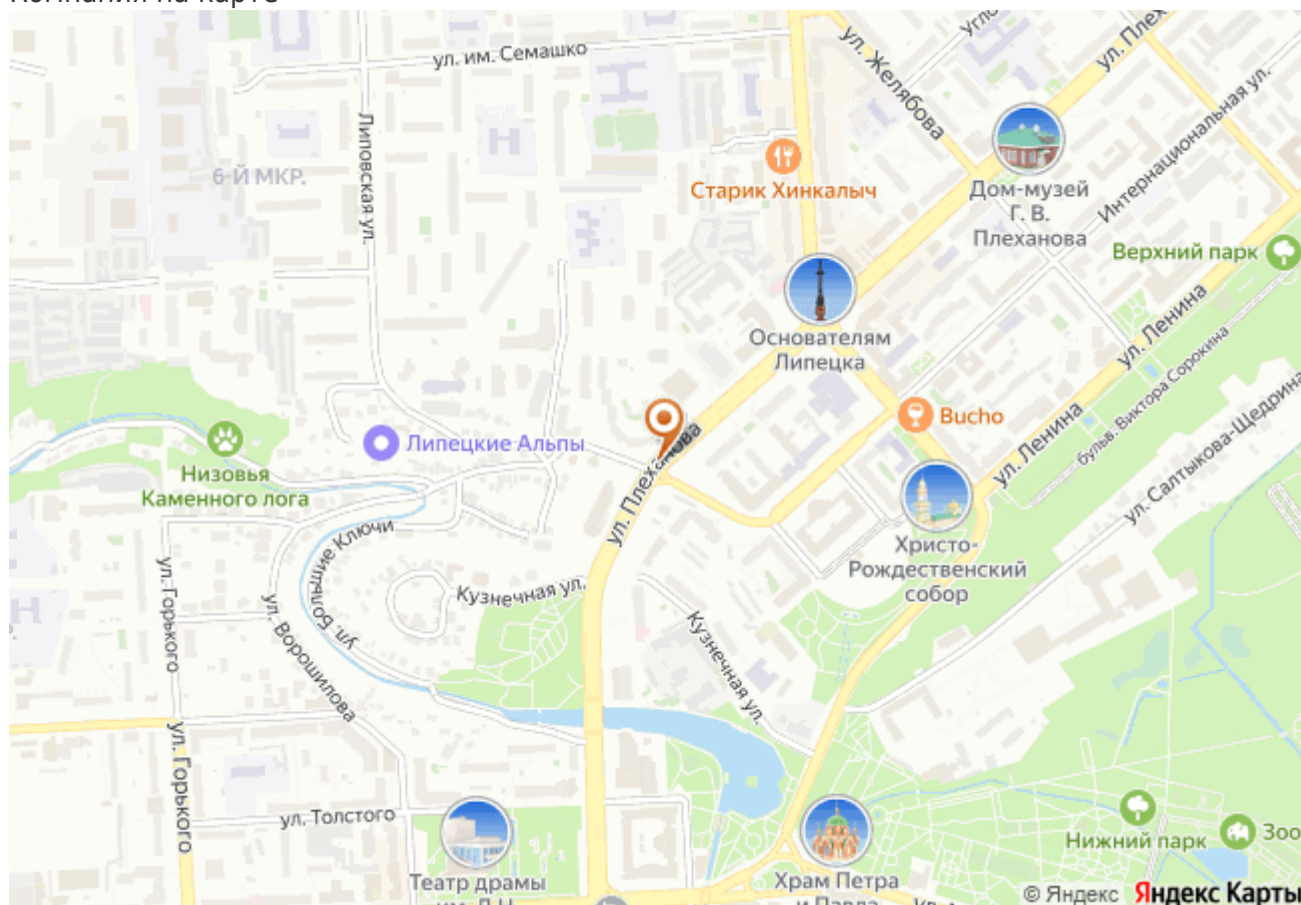 ул. им. Семашко
ул. Желябова
ул. Пле
Интернациональная ул.
Липовская ул.
6-Й МКР.
Старик Хинкалыч
Дом-музей
Г. В.
Плеханова
Верхний парк
Основателям
Липецка
ул. Ленина
бульв. Виктора Сорокина
ул. Салтыкова-Щедрина
Bucho
ул. Ленина
Липецкие Альпы
ул. Плеханова
Низовья
Каменного лога
Христо-
Рождественский
собор
ул. Большие Ключи
Кузнечная ул.
ул. Горького
ул. Ворошилова
Кузнечная ул.
ул. Горького
ул. Толстого
Нижний парк
Зоо
Театр драмы
Храм Петра
и Павла
© Яндекс Яндекс Карты